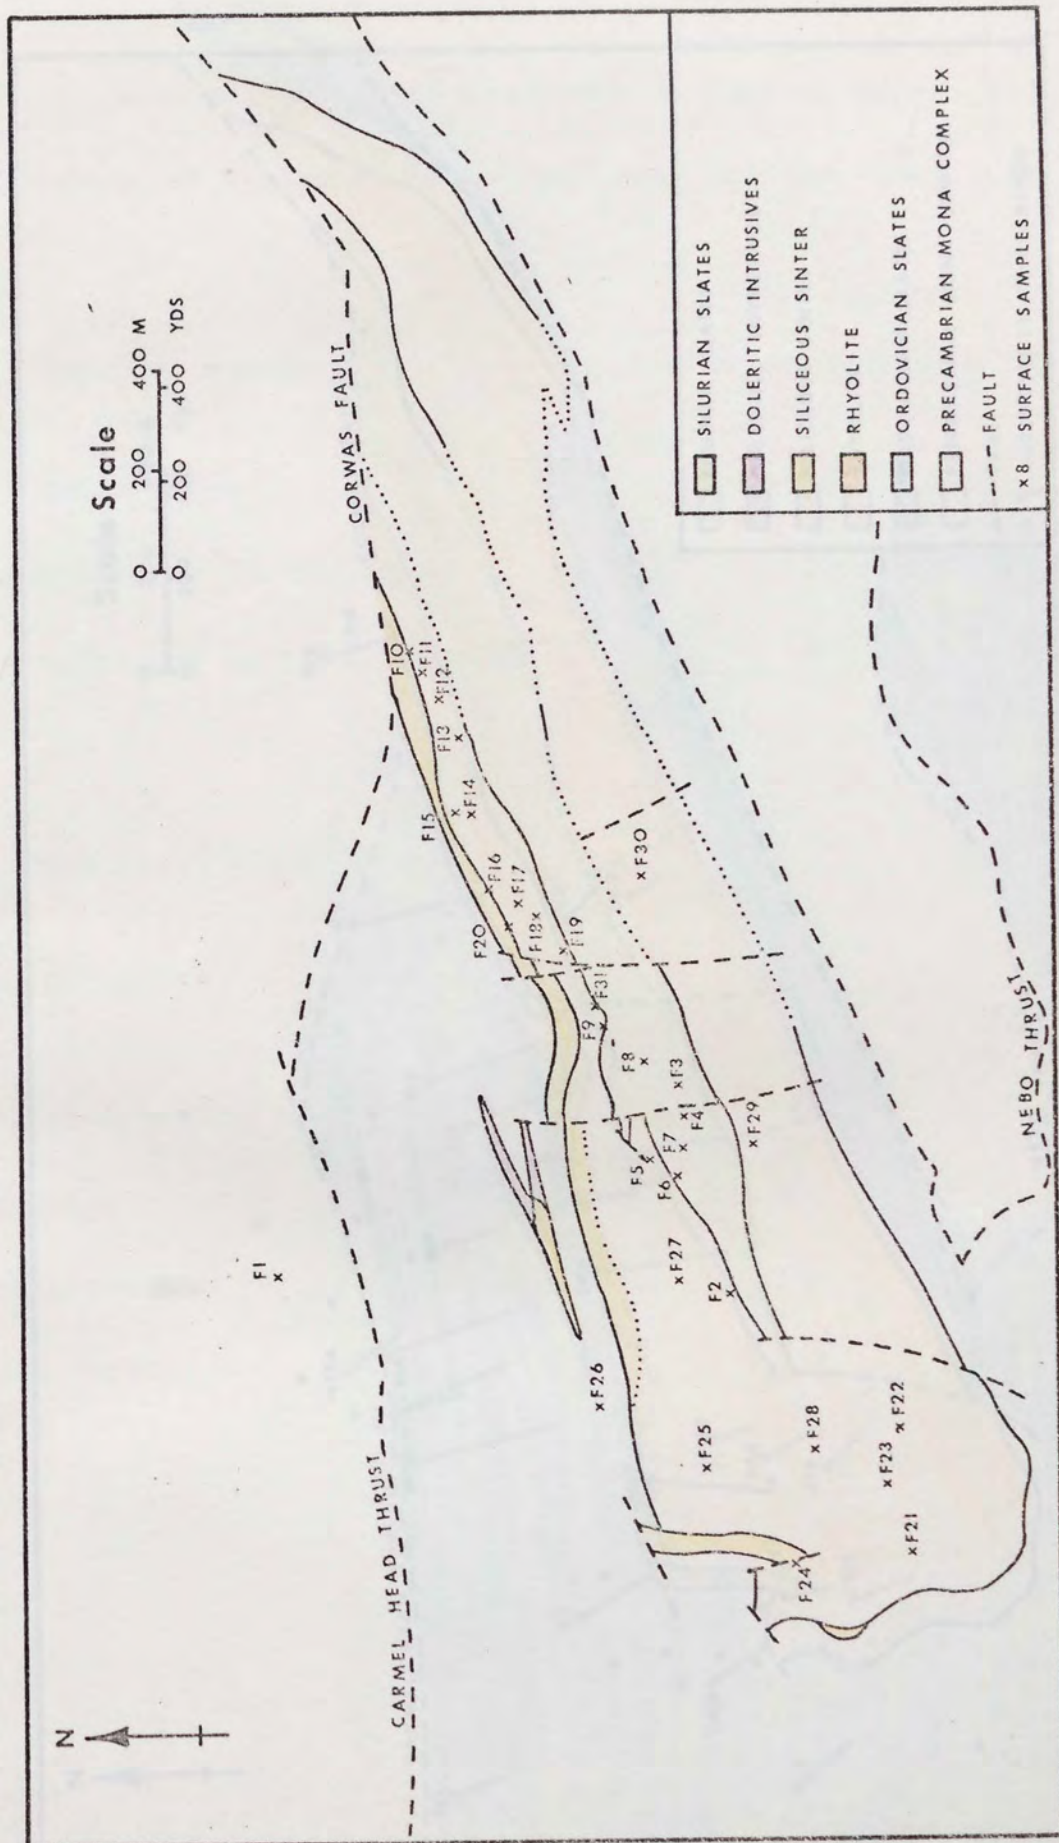 N
Scale
0 200 400 M
0 200 400 YDS
CARMEL HEAD THRUST
CORWAS FAULT
NEBO THRUST
F1
F10
F11
F12
F13
F14
F15
F16
F17
F20
F18
F19
F31
F9
F8
F3
F4
F30
F5
F7
F6
F29
F27
F2
F26
F25
F28
F22
F23
F21
F24
SILURIAN SLATES
DOLERITIC INTRUSIVES
SILICEOUS SINTER
RHYOLITE
ORDOVICIAN SLATES
PRECAMBRIAN MONA COMPLEX
FAULT
x8 SURFACE SAMPLES